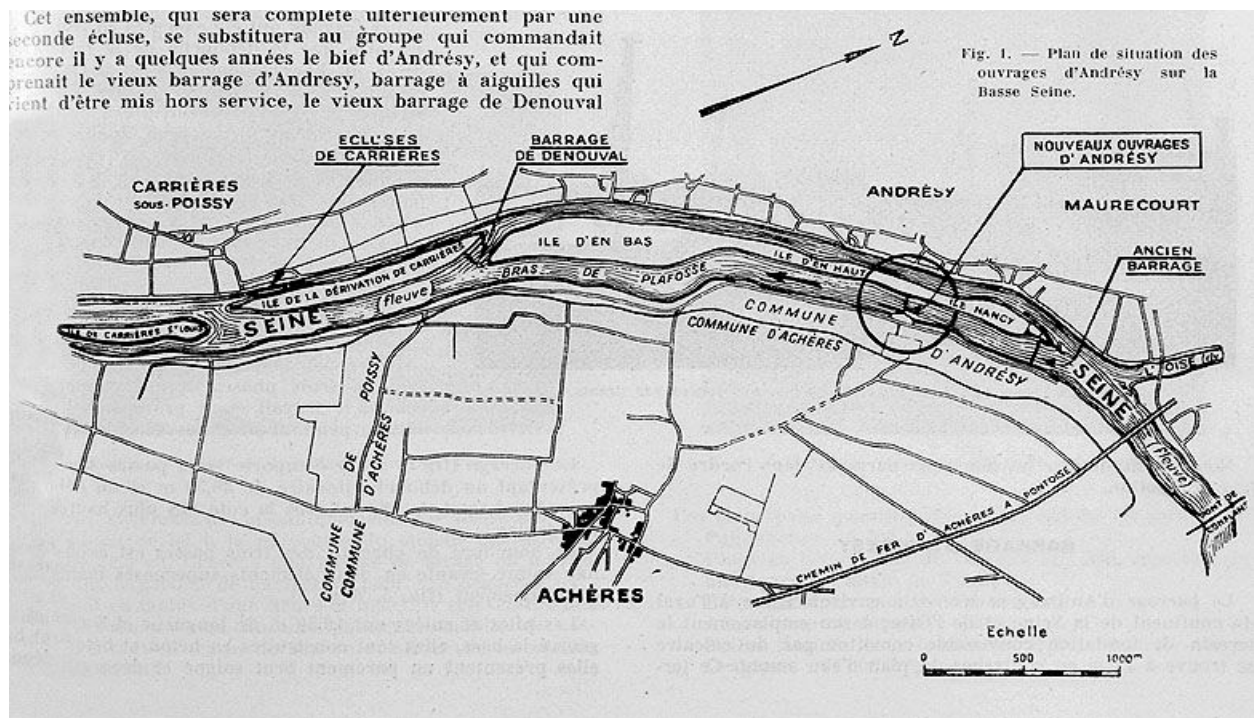 Cet ensemble, qui sera complété ultérieurement par une
seconde écluse, se substituera au groupe qui commandait
encore il y a quelques années le bief d'Andrésy, et qui com-
prenait le vieux barrage d'Andresy, barrage à aiguilles qui
vient d'être mis hors service, le vieux barrage de Denouval
Fig. 1. — Plan de situation des
ouvrages d'Andrésy sur la
Basse Seine.
N
ECLUSES
DE CARRIÈRES
BARRAGE
DE DENOUVAL
NOUVEAUX OUVRAGES
D'ANDRÉSY
CARRIÈRES
SOUS-POISSY
ANDRÉSY
MAURECOURT
ANCIEN
BARRAGE
ILE D'EN BAS
ILE D'EN HAUT
ILE NANCY
ILE DE LA DÉRIVATION DE CARRIÈRES
BRAS DE PLAFOSSE
(fleuve)
SEINE
ILE DE CARRIÈRES St LOUIS
COMMUNE D'ANDRÉSY
COMMUNE D'ACHÈRES
L'OISE
SEINE
(fleuve)
PONT DE
CONFLANS
COMMUNE DE POISSY
COMMUNE D'ACHÈRES
CHEMIN DE FER D'ACHÈRES A PONTOISE
ACHÈRES
Echelle
0 500 1000m